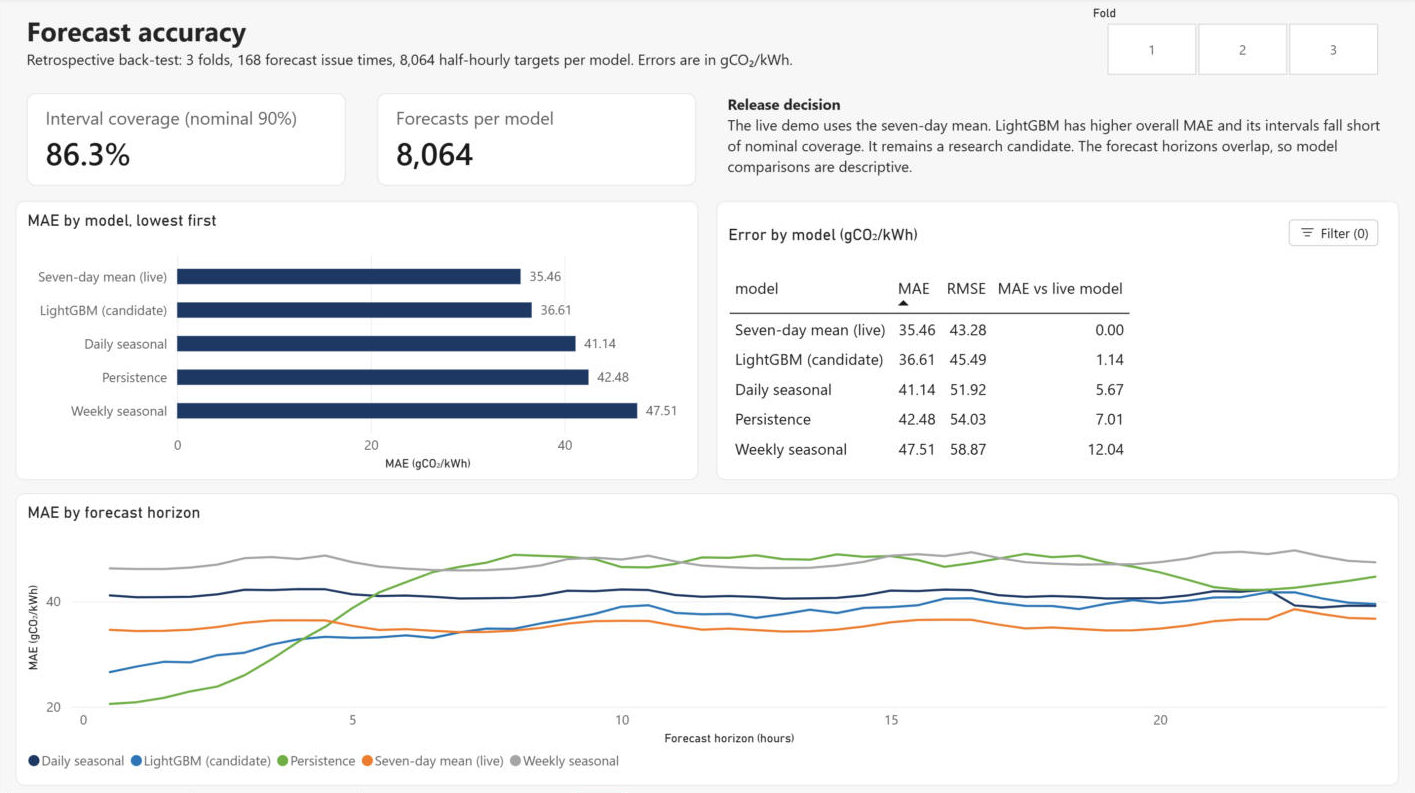 Forecast accuracy
Retrospective back-test: 3 folds, 168 forecast issue times, 8,064 half-hourly targets per model. Errors are in gCO₂/kWh.
Fold
1 2 3
Interval coverage (nominal 90%)
86.3%
Forecasts per model
8,064
Release decision
The live demo uses the seven-day mean. LightGBM has higher overall MAE and its intervals fall short
of nominal coverage. It remains a research candidate. The forecast horizons overlap, so model
comparisons are descriptive.
MAE by model, lowest first
Seven-day mean (live) 35.46
LightGBM (candidate) 36.61
Daily seasonal 41.14
Persistence 42.48
Weekly seasonal 47.51
0 20 40
MAE (gCO₂/kWh)
Error by model (gCO₂/kWh)
Filter (0)
model MAE RMSE MAE vs live model
Seven-day mean (live) 35.46 43.28 0.00
LightGBM (candidate) 36.61 45.49 1.14
Daily seasonal 41.14 51.92 5.67
Persistence 42.48 54.03 7.01
Weekly seasonal 47.51 58.87 12.04
MAE by forecast horizon
MAE (gCO₂/kWh)
40
20
0 5 10 15 20
Forecast horizon (hours)
Daily seasonal LightGBM (candidate) Persistence Seven-day mean (live) Weekly seasonal